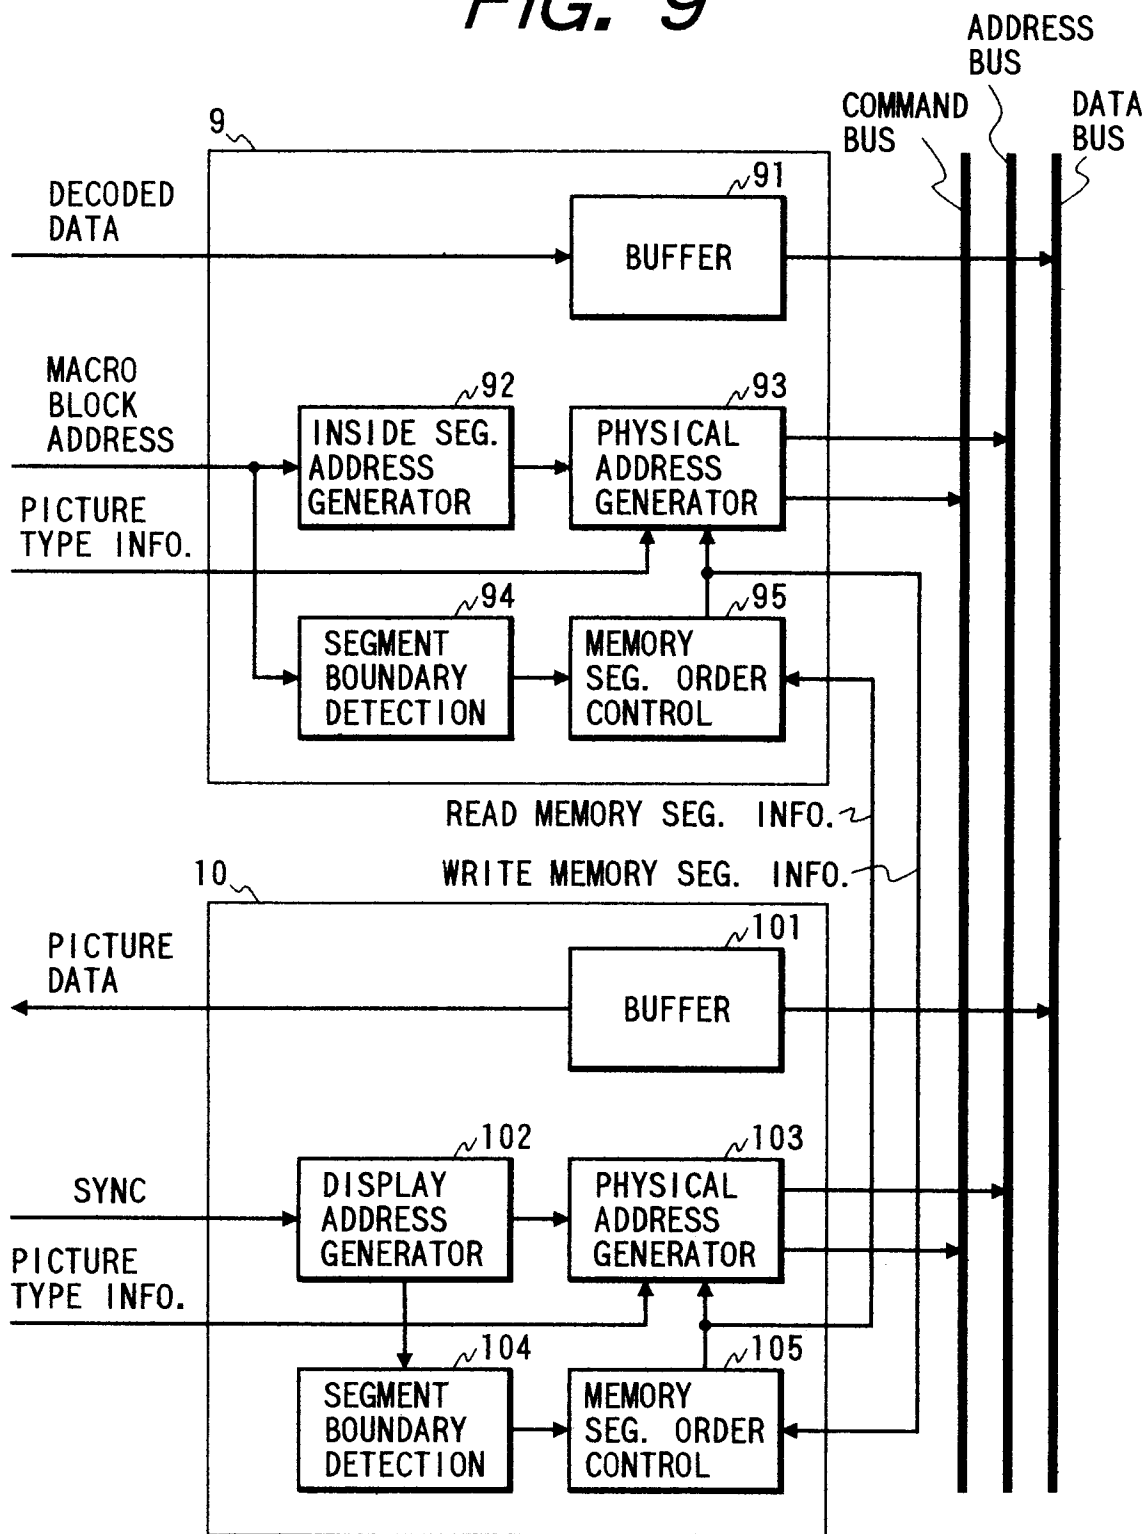 FIG. 9
ADDRESS
BUS
COMMAND
BUS
DATA
BUS
9
DECODED
DATA
91
BUFFER
MACRO
BLOCK
ADDRESS
92
INSIDE SEG.
ADDRESS
GENERATOR
93
PHYSICAL
ADDRESS
GENERATOR
PICTURE
TYPE INFO.
94
SEGMENT
BOUNDARY
DETECTION
95
MEMORY
SEG. ORDER
CONTROL
READ MEMORY SEG. INFO.
WRITE MEMORY SEG. INFO.
10
PICTURE
DATA
101
BUFFER
SYNC
102
DISPLAY
ADDRESS
GENERATOR
103
PHYSICAL
ADDRESS
GENERATOR
PICTURE
TYPE INFO.
104
SEGMENT
BOUNDARY
DETECTION
105
MEMORY
SEG. ORDER
CONTROL